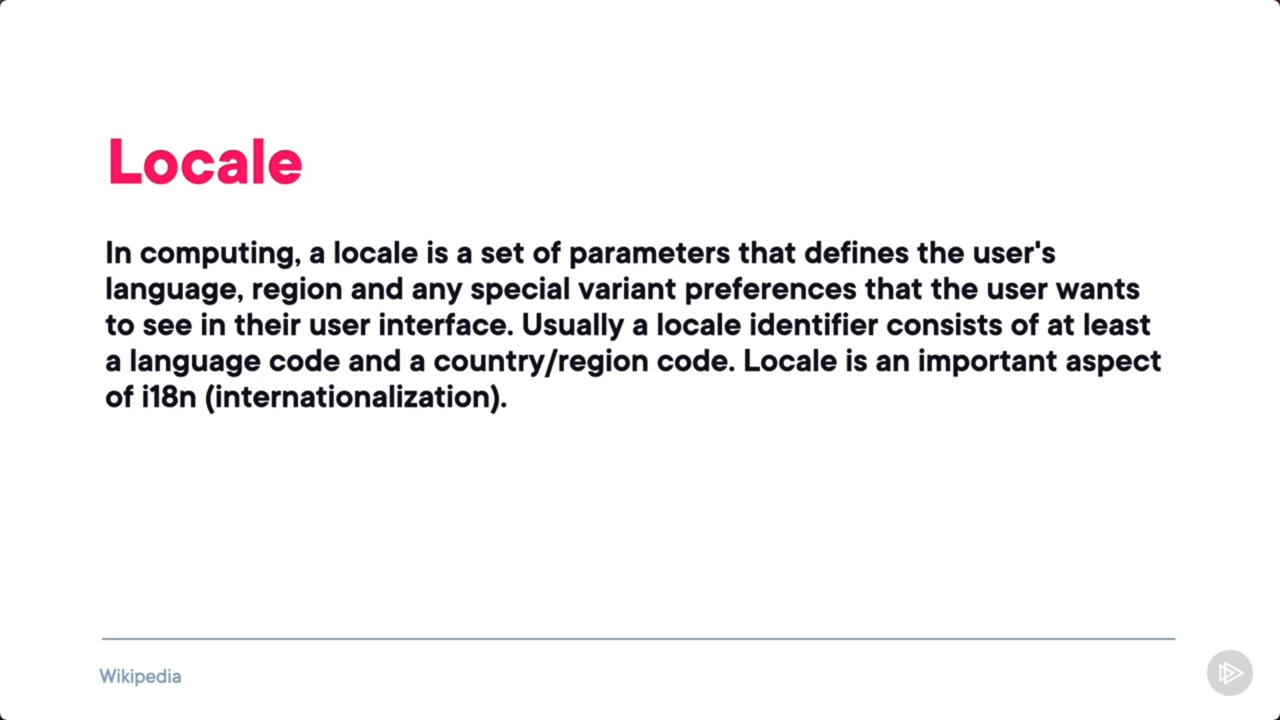 Locale
In computing, a locale is a set of parameters that defines the user's
language, region and any special variant preferences that the user wants
to see in their user interface. Usually a locale identifier consists of at least
a language code and a country/region code. Locale is an important aspect
of i18n (internationalization).
Wikipedia